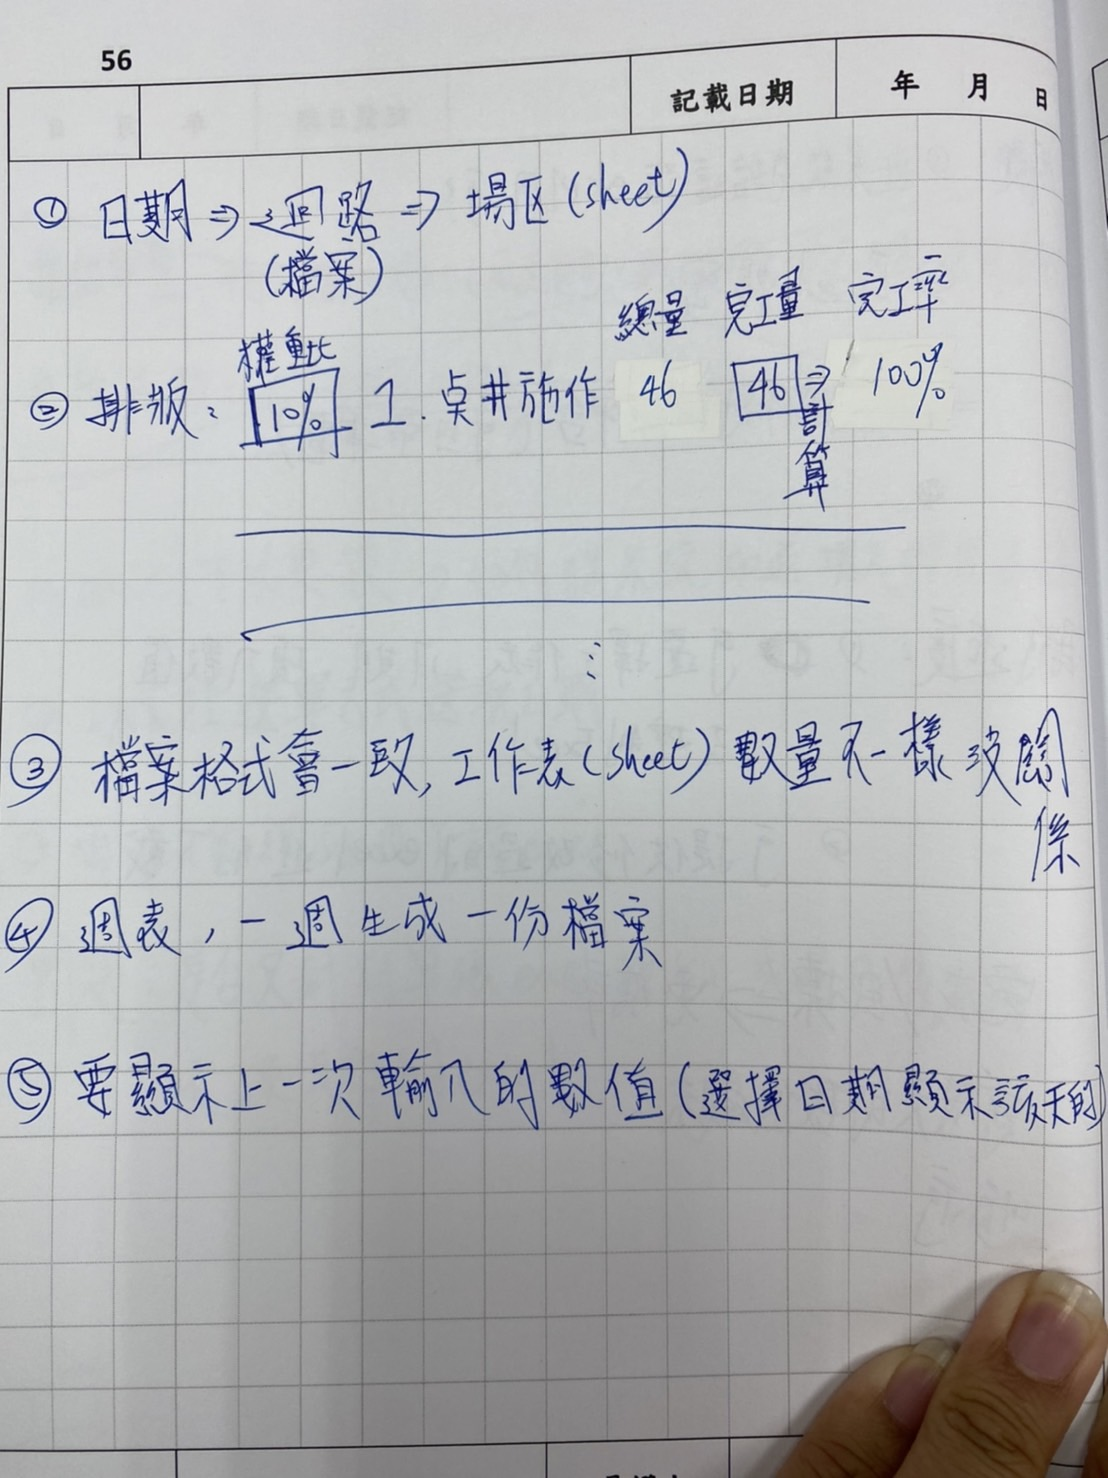 56
記載日期 年 月 日
① 日期 ⇒ 迴路 ⇒ 場区 (sheet)
(檔案)
總量 完工量 完工率
權重比
② 排版: 10% 1. 點井施作 46 46 ⇒ 100%
計算
⋮
③ 檔案格式會一致, 工作表(sheet) 數量不一樣沒關
係
④ 週表, 一週生成一份檔案
⑤ 要顯示上一次輸入的數值(選擇日期顯示該天的)